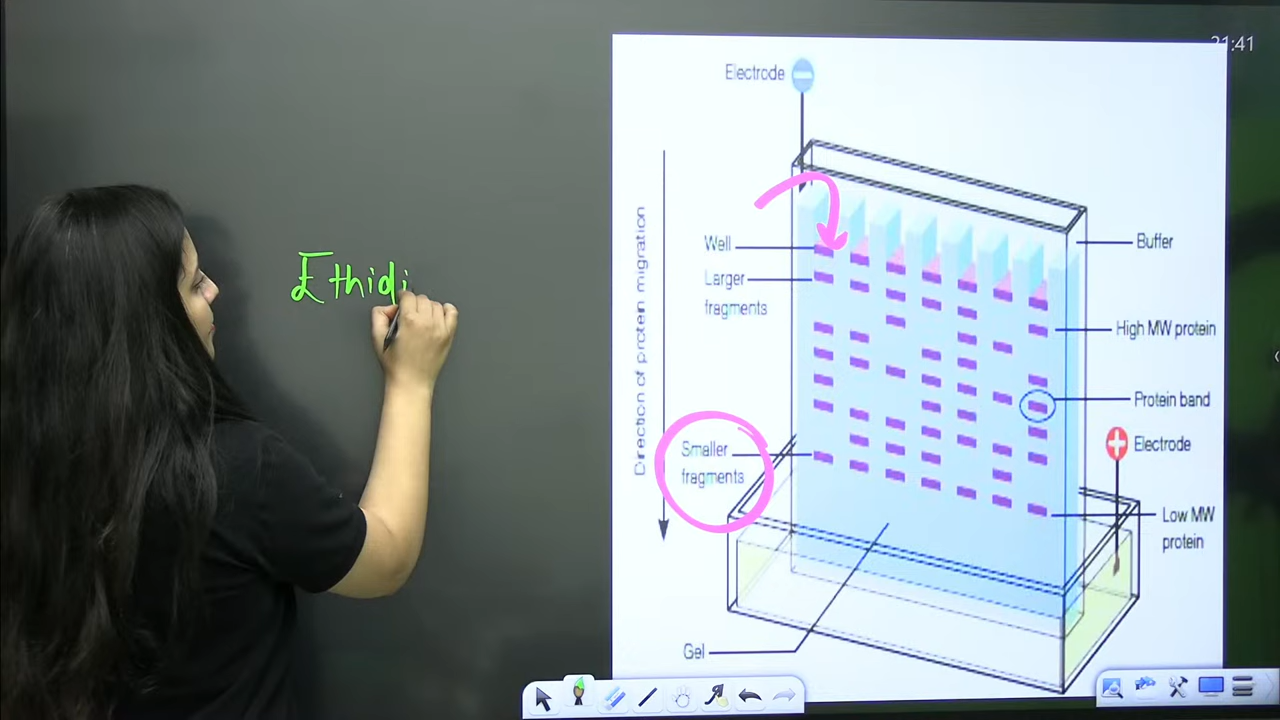 21:41
Electrode
Ethidi
Direction of protein migration
Well
Larger
fragments
Buffer
High MW protein
Protein band
Electrode
Smaller
fragments
Low MW
protein
Gel